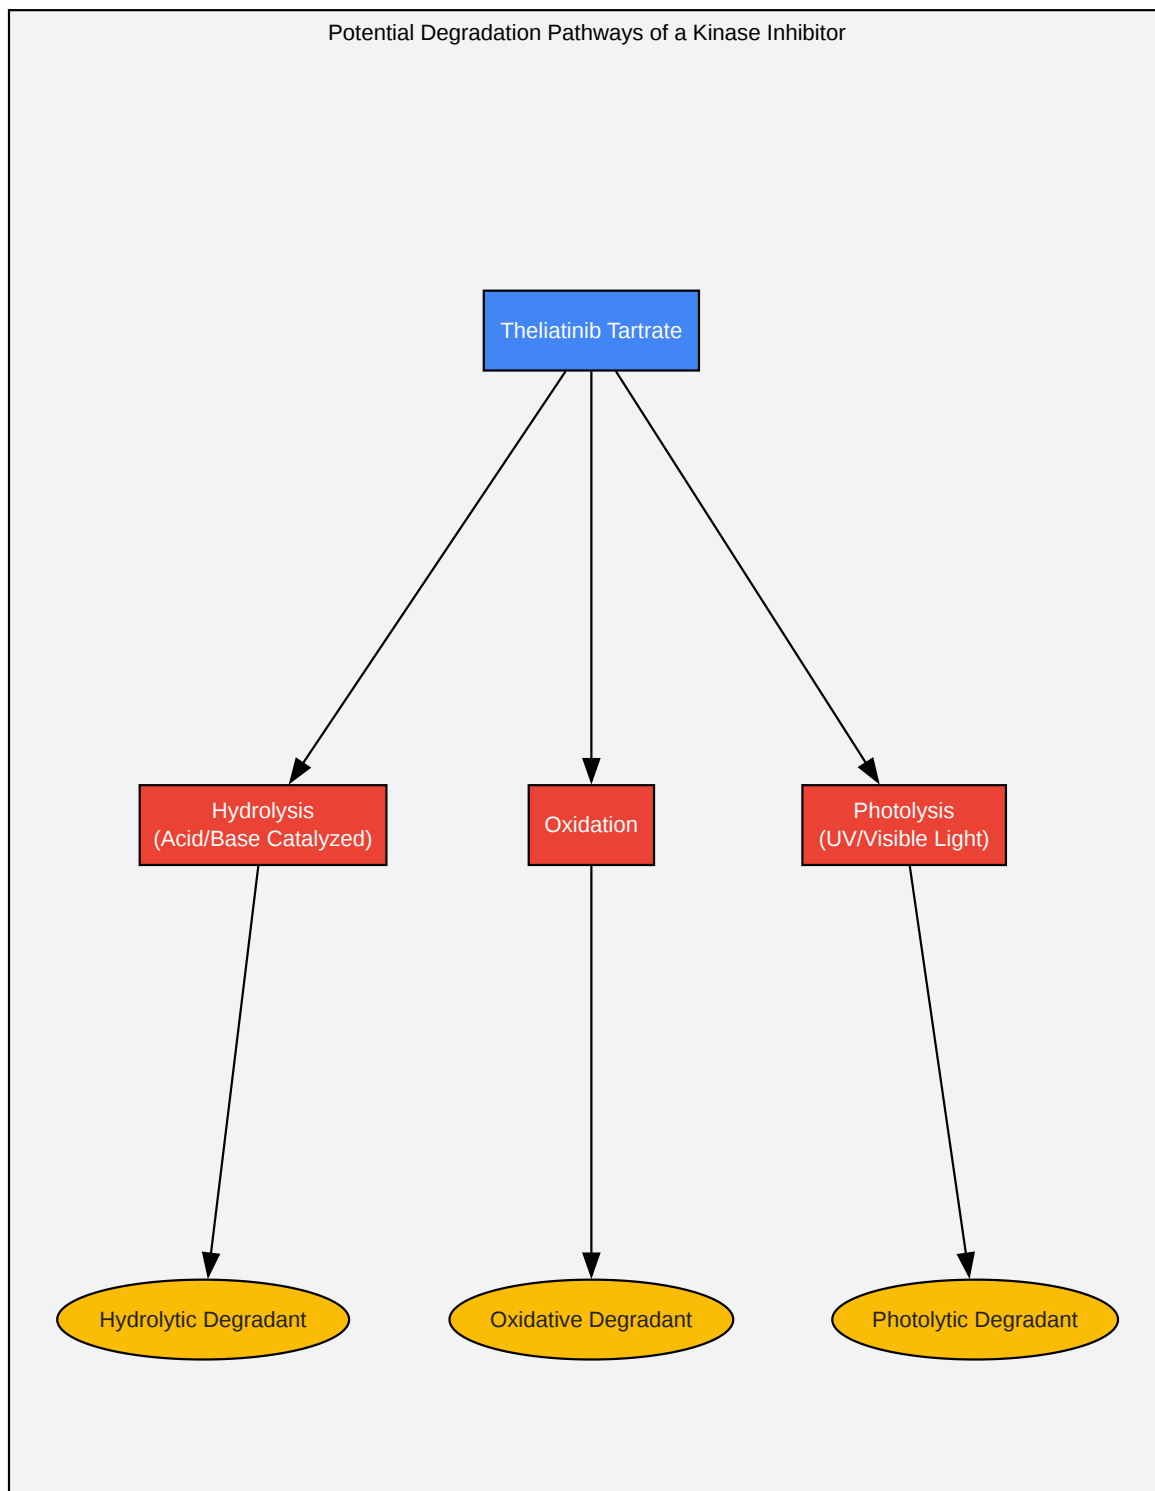 Potential Degradation Pathways of a Kinase Inhibitor
Theliatinib Tartrate
Hydrolysis
(Acid/Base Catalyzed)
Oxidation
Photolysis
(UV/Visible Light)
Hydrolytic Degradant
Oxidative Degradant
Photolytic Degradant